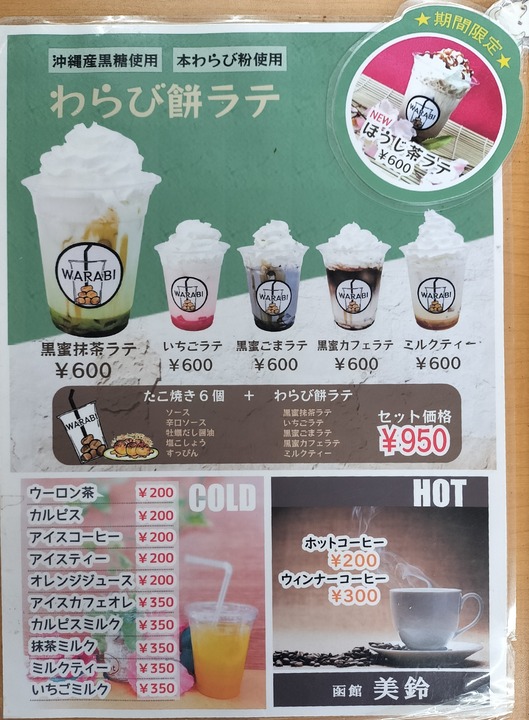 ★期間限定★
沖縄産黒糖使用 本わらび粉使用
わらび餅ラテ
WARABI
NEW
ほうじ茶ラテ
¥600
WARABI
WARABI
WARABI
WARABI
WARABI
黒蜜抹茶ラテ
¥600
いちごラテ
¥600
黒蜜ごまラテ
¥600
黒蜜カフェラテ
¥600
ミルクティー
¥600
WARABI
たこ焼き6個 + わらび餅ラテ
ソース
辛口ソース
牡蠣だし醤油
塩こしょう
すっぴん
黒蜜抹茶ラテ
いちごラテ
黒蜜ごまラテ
黒蜜カフェラテ
ミルクティー
セット価格
¥950
COLD
ウーロン茶 ¥200
カルピス ¥200
アイスコーヒー ¥200
アイスティー ¥200
オレンジジュース ¥200
アイスカフェオレ ¥350
カルピスミルク ¥350
抹茶ミルク ¥350
ミルクティー ¥350
いちごミルク ¥350
HOT
ホットコーヒー
¥200
ウィンナーコーヒー
¥300
函館 美鈴